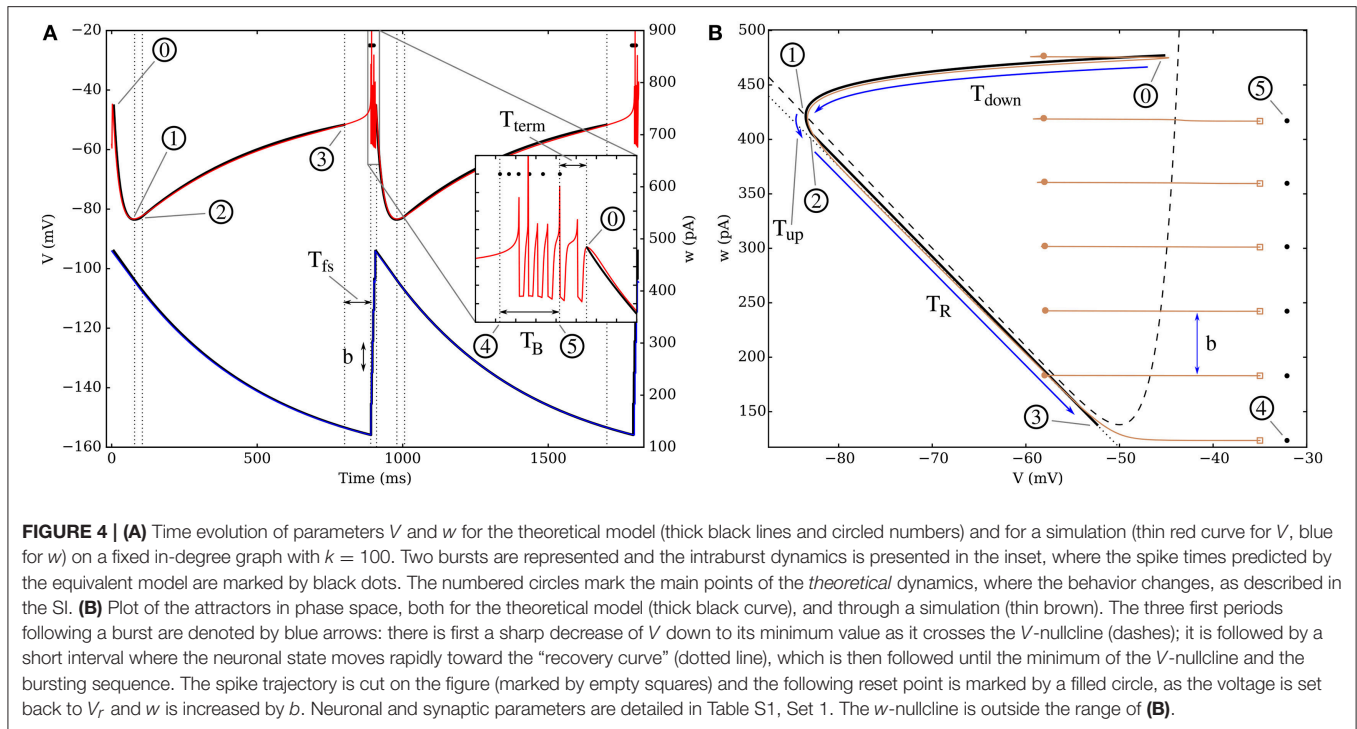 A
−20
−40
−60
−80
−100
−120
−140
−160
V (mV)
900
800
700
600
500
400
300
200
100
w (pA)
0
500
1000
1500
Time (ms)
0
1
2
3
T_fs
b
T_term
0
4
T_B
5
B
500
450
400
350
300
250
200
150
w (pA)
−80
−70
−60
−50
−40
−30
V (mV)
1
0
T_down
5
2
T_up
T_R
b
3
4
FIGURE 4 | (A) Time evolution of parameters V and w for the theoretical model (thick black lines and circled numbers) and for a simulation (thin red curve for V, blue
for w) on a fixed in-degree graph with k = 100. Two bursts are represented and the intraburst dynamics is presented in the inset, where the spike times predicted by
the equivalent model are marked by black dots. The numbered circles mark the main points of the theoretical dynamics, where the behavior changes, as described in
the SI. (B) Plot of the attractors in phase space, both for the theoretical model (thick black curve), and through a simulation (thin brown). The three first periods
following a burst are denoted by blue arrows: there is first a sharp decrease of V down to its minimum value as it crosses the V-nullcline (dashes); it is followed by a
short interval where the neuronal state moves rapidly toward the “recovery curve” (dotted line), which is then followed until the minimum of the V-nullcline and the
bursting sequence. The spike trajectory is cut on the figure (marked by empty squares) and the following reset point is marked by a filled circle, as the voltage is set
back to V_r and w is increased by b. Neuronal and synaptic parameters are detailed in Table S1, Set 1. The w-nullcline is outside the range of (B).